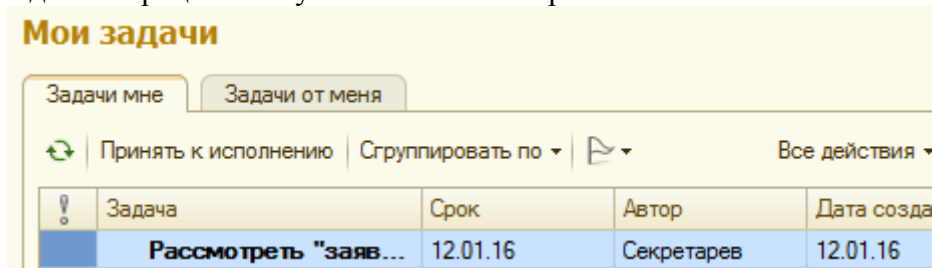 Мои задачи
Задачи мне Задачи от меня
Принять к исполнению Сгруппировать по Все действия
Задача Срок Автор Дата созда
Рассмотреть "заяв... 12.01.16 Секретарев 12.01.16